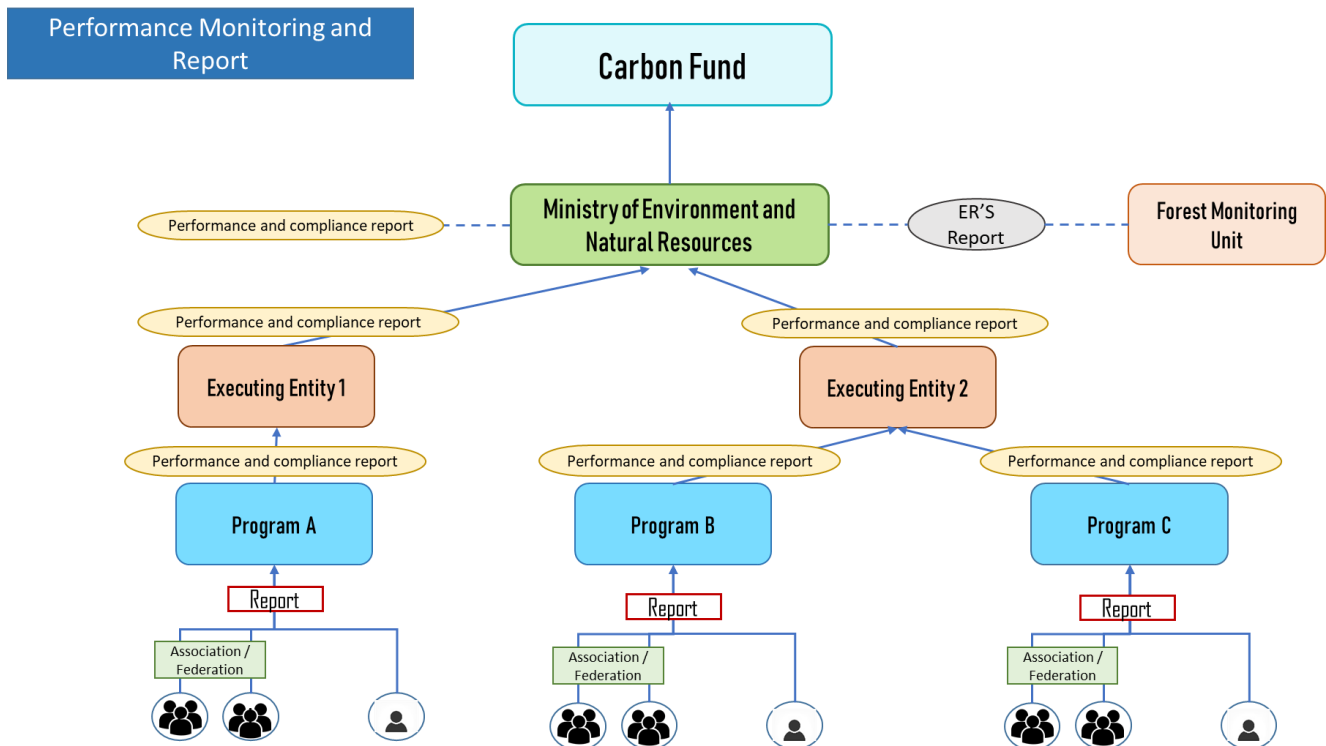 Performance Monitoring and
Report
Carbon Fund
Performance and compliance report
Ministry of Environment and
Natural Resources
ER'S
Report
Forest Monitoring
Unit
Performance and compliance report
Performance and compliance report
Executing Entity 1
Executing Entity 2
Performance and compliance report
Performance and compliance report
Performance and compliance report
Program A
Program B
Program C
Report
Report
Report
Association /
Federation
Association /
Federation
Association /
Federation